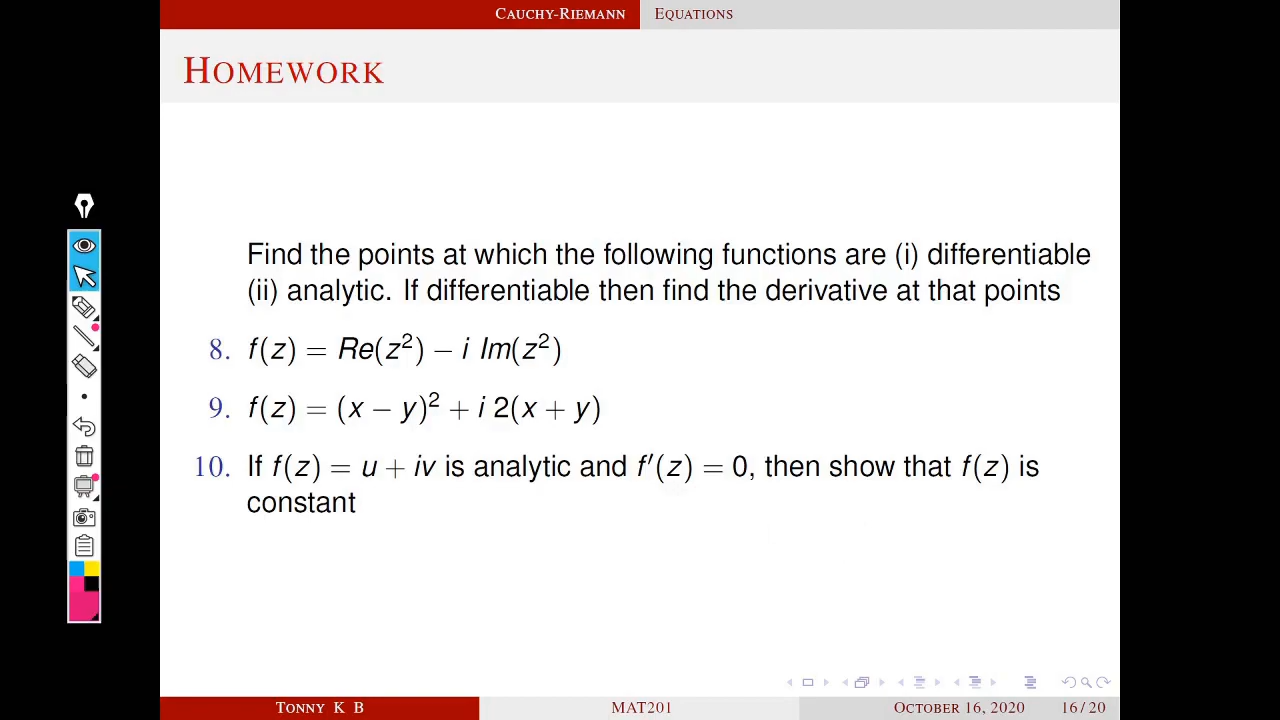 CAUCHY-RIEMANN EQUATIONS
HOMEWORK
Find the points at which the following functions are (i) differentiable
(ii) analytic. If differentiable then find the derivative at that points
8. f(z) = Re(z²) − i Im(z²)
9. f(z) = (x − y)² + i 2(x + y)
10. If f(z) = u + iv is analytic and f′(z) = 0, then show that f(z) is
constant
TONNY K B MAT201 OCTOBER 16, 2020 16 / 20